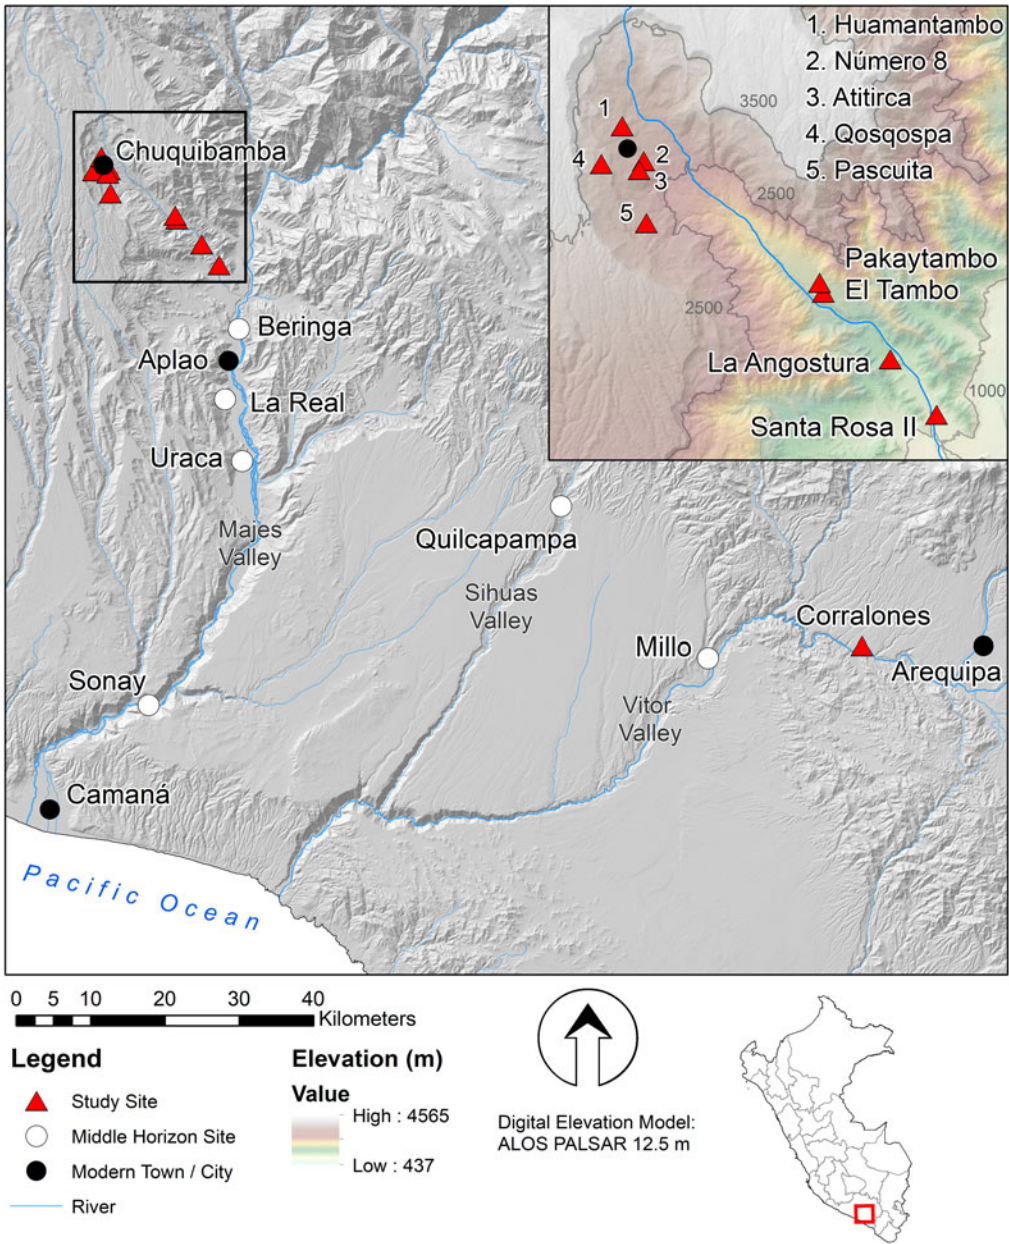 1. Huamantambo
2. Número 8
3. Atitirca
4. Qosqospa
5. Pascuita
3500
1
2
4
3
2500
5
Pakaytambo
El Tambo
2500
La Angostura
1000
Santa Rosa II
Chuquibamba
Beringa
Aplao
La Real
Uraca
Majes
Valley
Quilcapampa
Sihuas
Valley
Corralones
Millo
Arequipa
Sonay
Vitor
Valley
Camaná
Pacific Ocean
0 5 10 20 30 40
Kilometers
Legend
Study Site
Middle Horizon Site
Modern Town / City
River
Elevation (m)
Value
High : 4565
Low : 437
Digital Elevation Model:
ALOS PALSAR 12.5 m